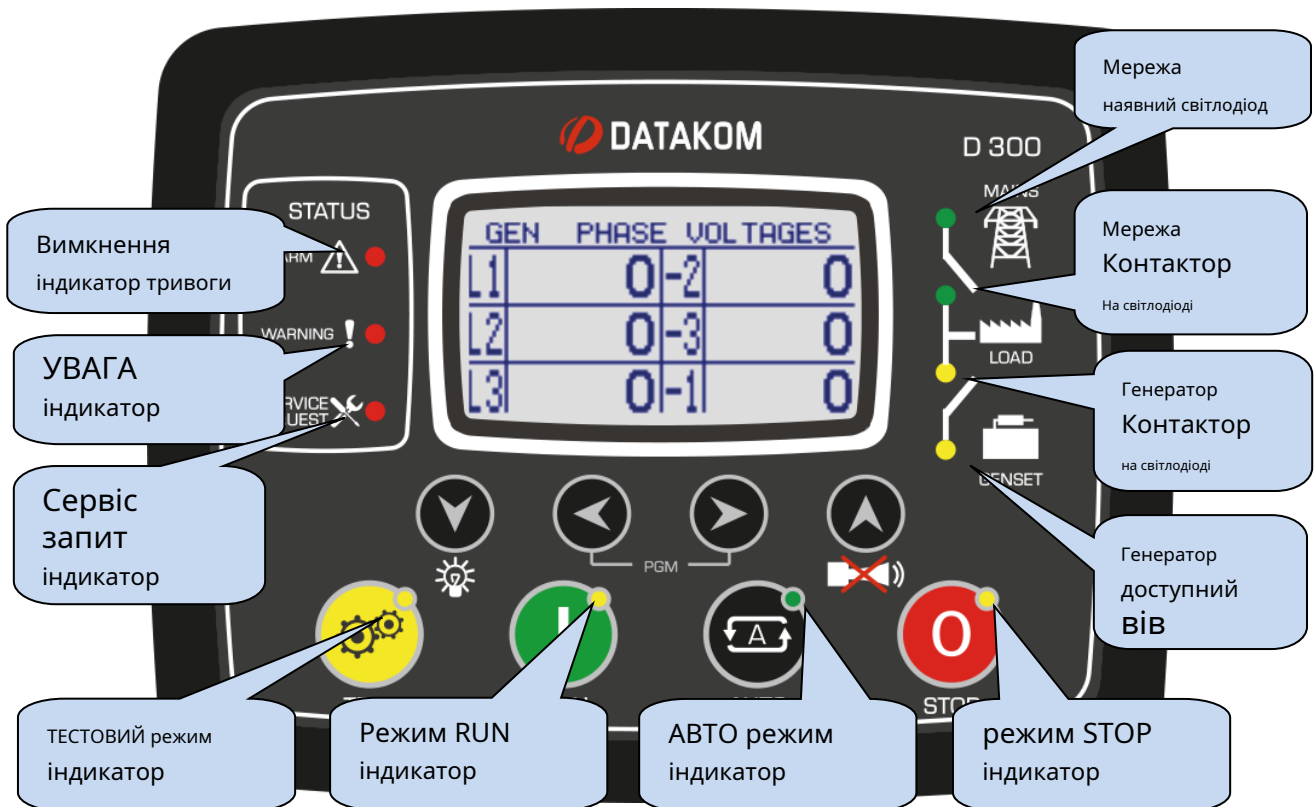 Мережа
наявний світлодіод
DATAKOM
D 300
MAINS
STATUS
Вимкнення
індикатор тривоги
ARM
GEN PHASE VOLTAGES
L1 0 -2 0
L2 0 -3 0
L3 0 -1 0
Мережа
Контактор
На світлодіоді
WARNING
LOAD
УВАГА
індикатор
Генератор
Контактор
на світлодіоді
RVICE
UEST
GENSET
Сервіс
запит
індикатор
PGM
Генератор
доступний
вів
A
O
STOP
ТЕСТОВИЙ режим
індикатор
Режим RUN
індикатор
АВТО режим
індикатор
режим STOP
індикатор